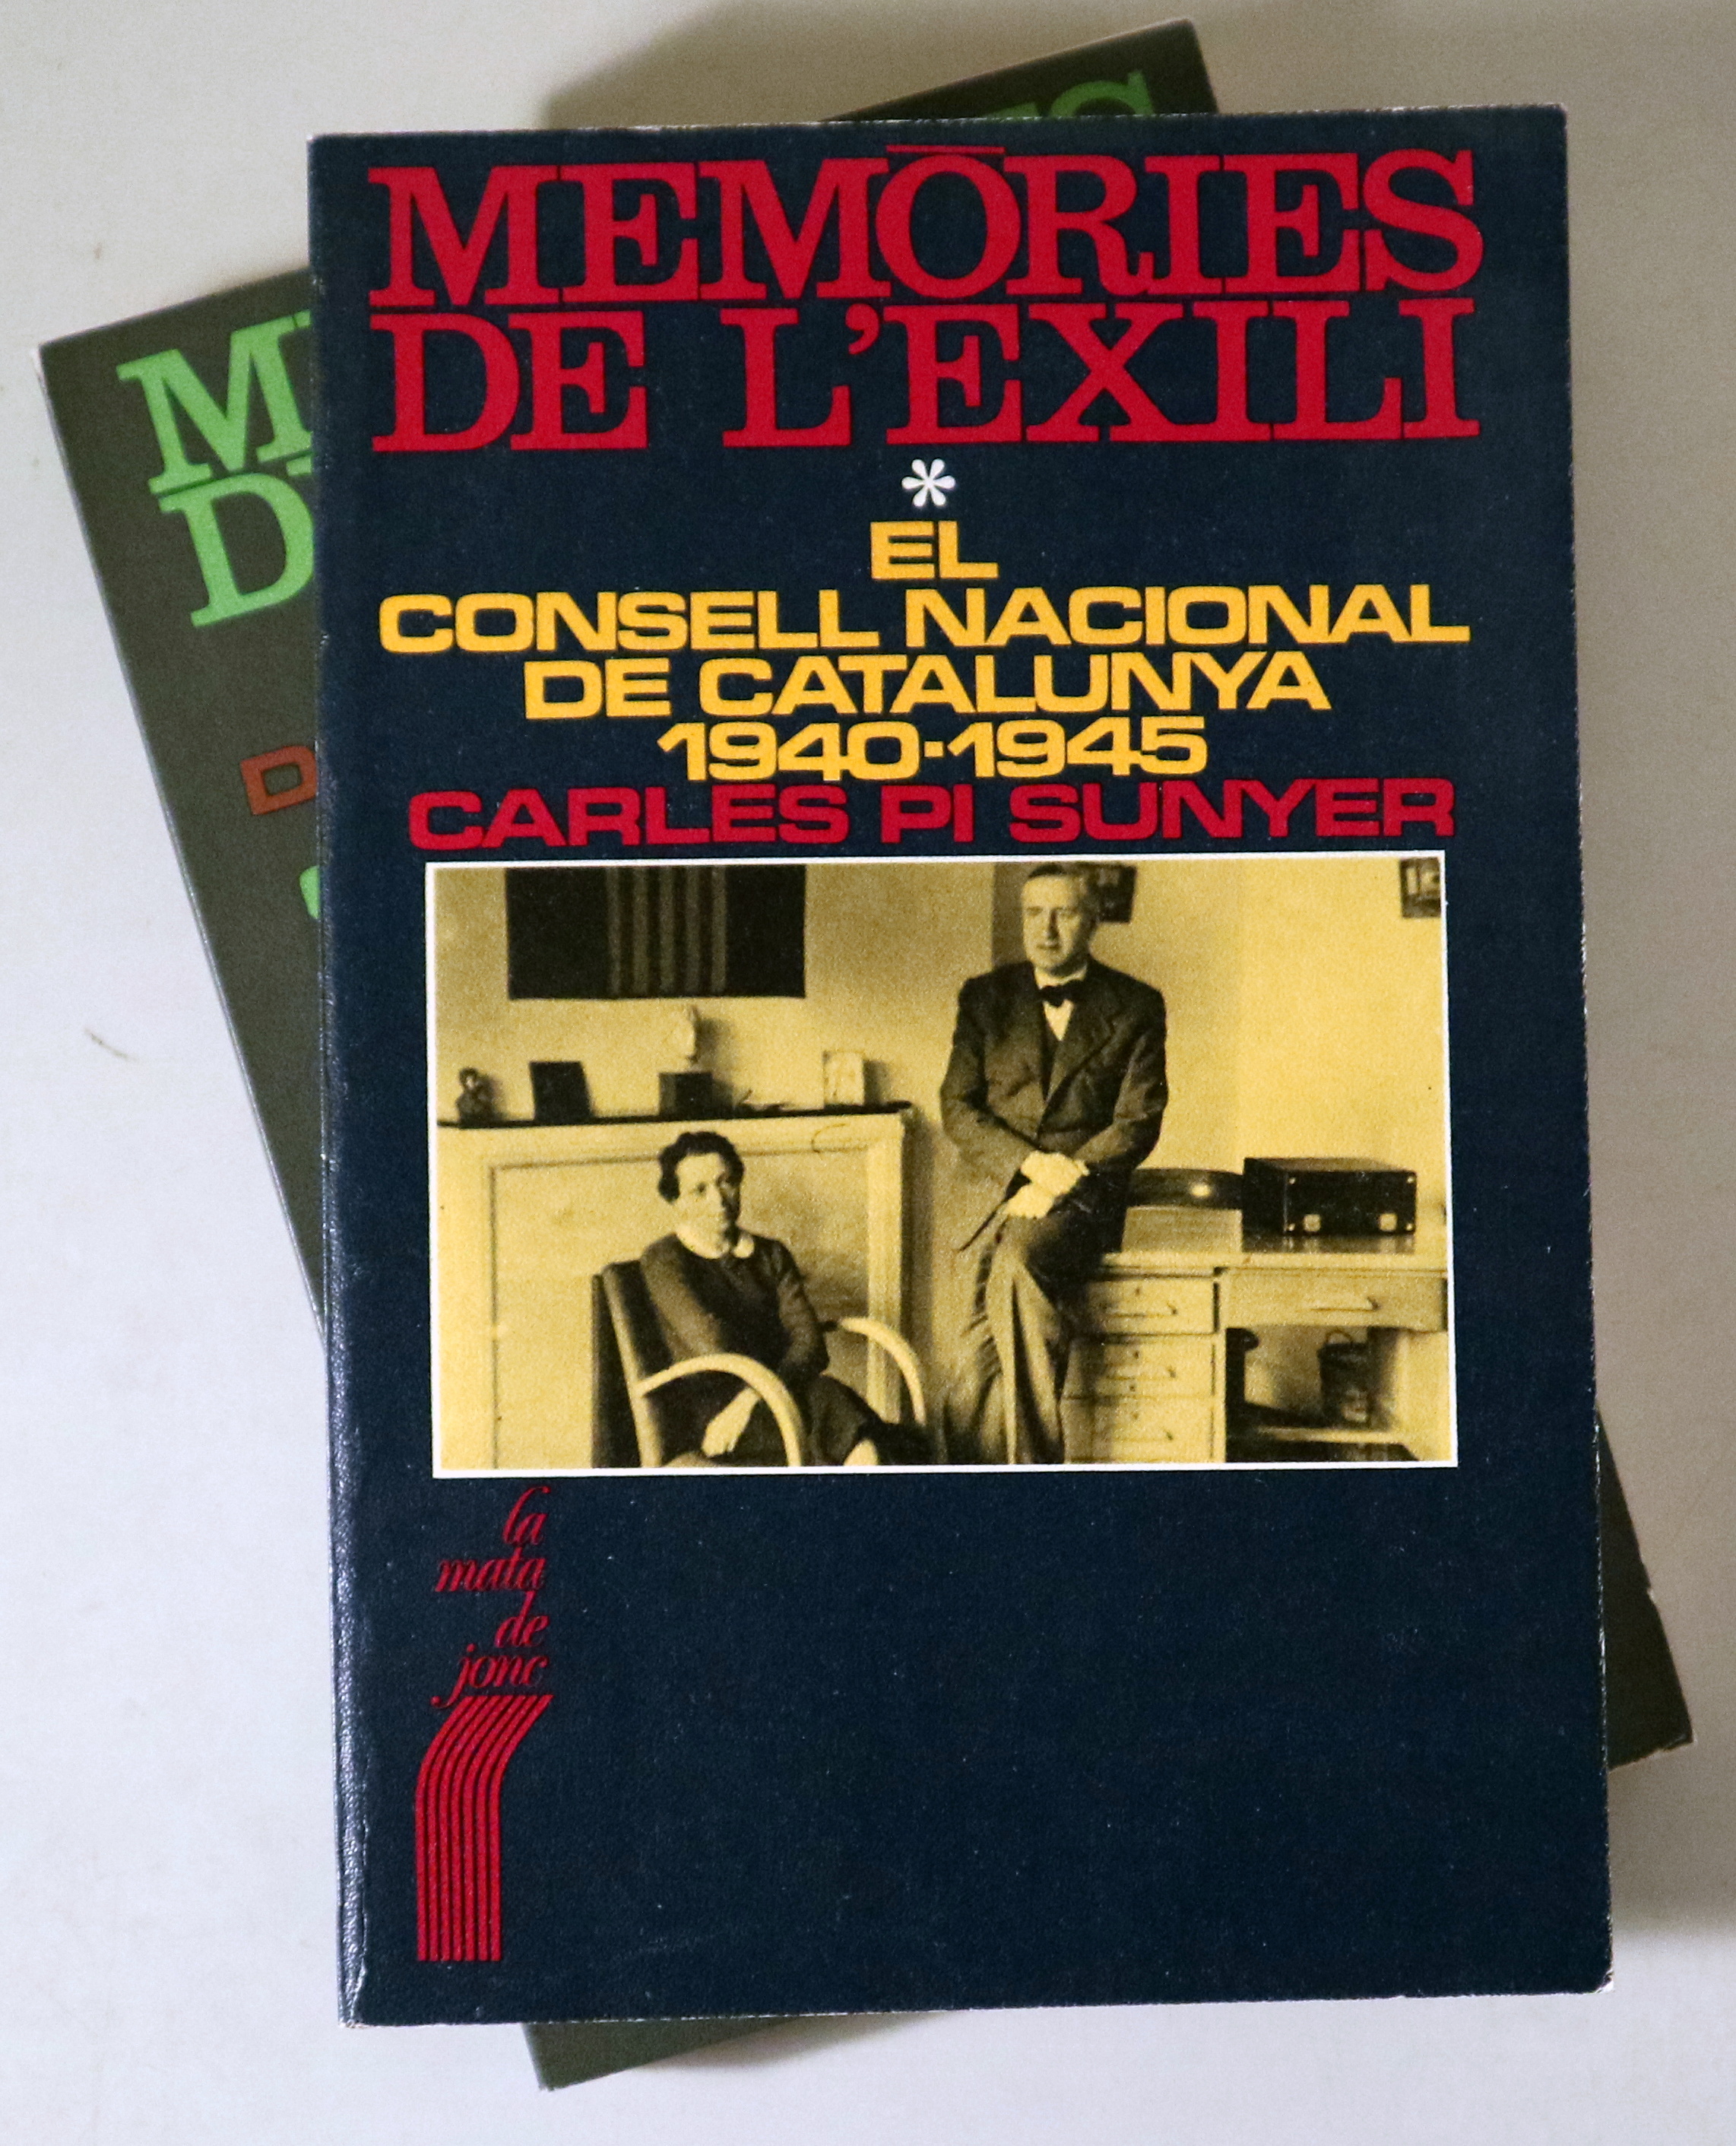 MEMÒRIES
DE L'EXILI
*
EL
CONSELL NACIONAL
DE CATALUNYA
1940-1945
CARLES PI SUNYER
la
mata
de
jonc